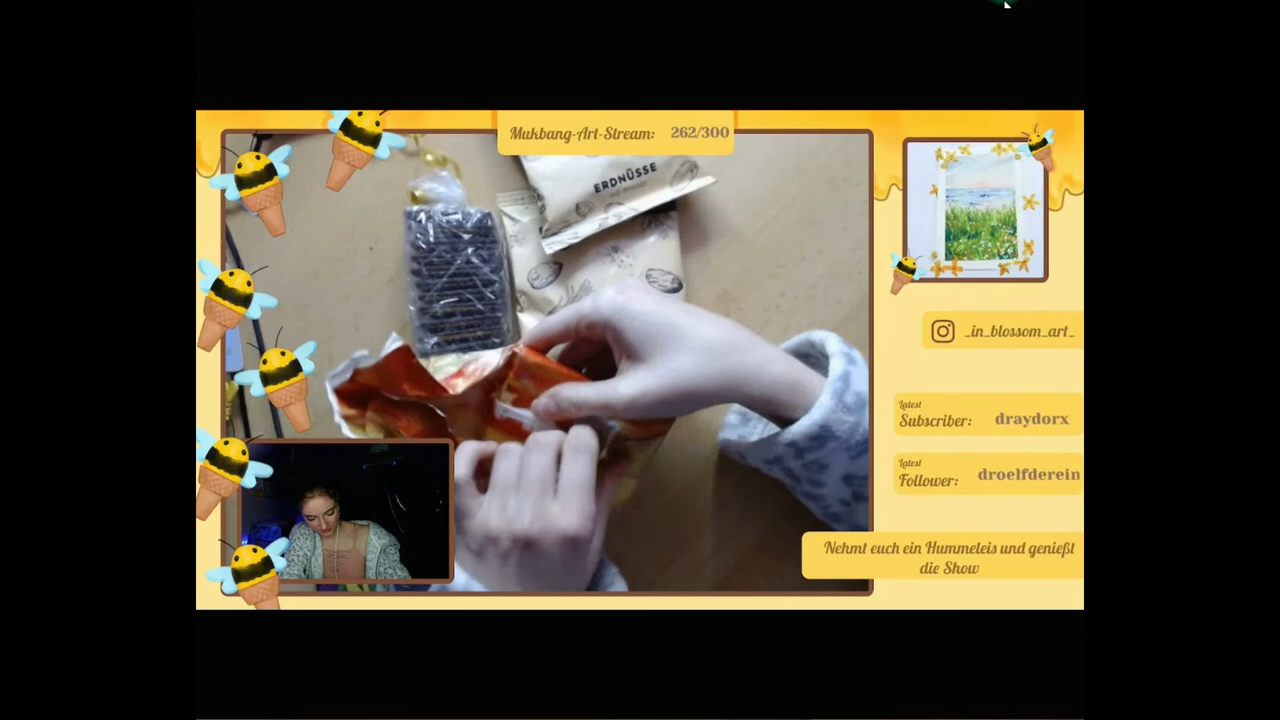 Mukbang-Art-Stream: 262/300
ERDNÜSSE
_in_blossom_art_
Latest
Subscriber: draydorx
Latest
Follower: droelfderein
Nehmt euch ein Hummeleis und genießt
die Show